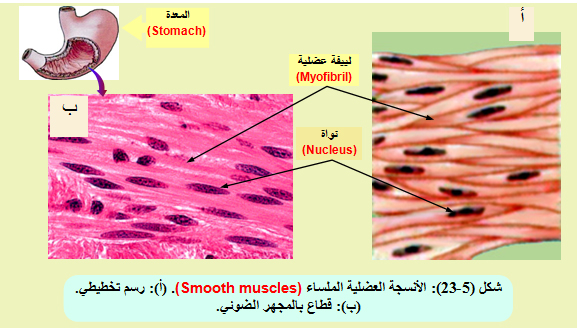 المعدة
(Stomach)
أ
لييفة عضلية
(Myofibril)
ب
نواة
(Nucleus)
شكل (5-23): الأنسجة العضلية الملساء (Smooth muscles). (أ): رسم تخطيطي.
(ب): قطاع بالمجهر الضوئي.